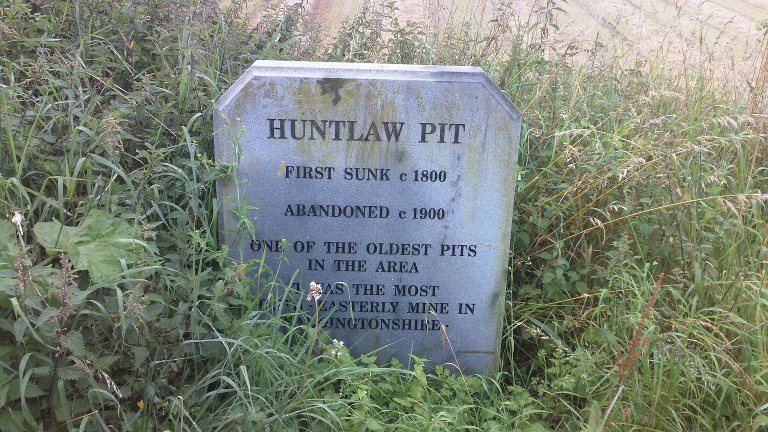 HUNTLAW PIT
FIRST SUNK c 1800
ABANDONED c 1900
ONE OF THE OLDEST PITS
IN THE AREA
WAS THE MOST
MINE IN